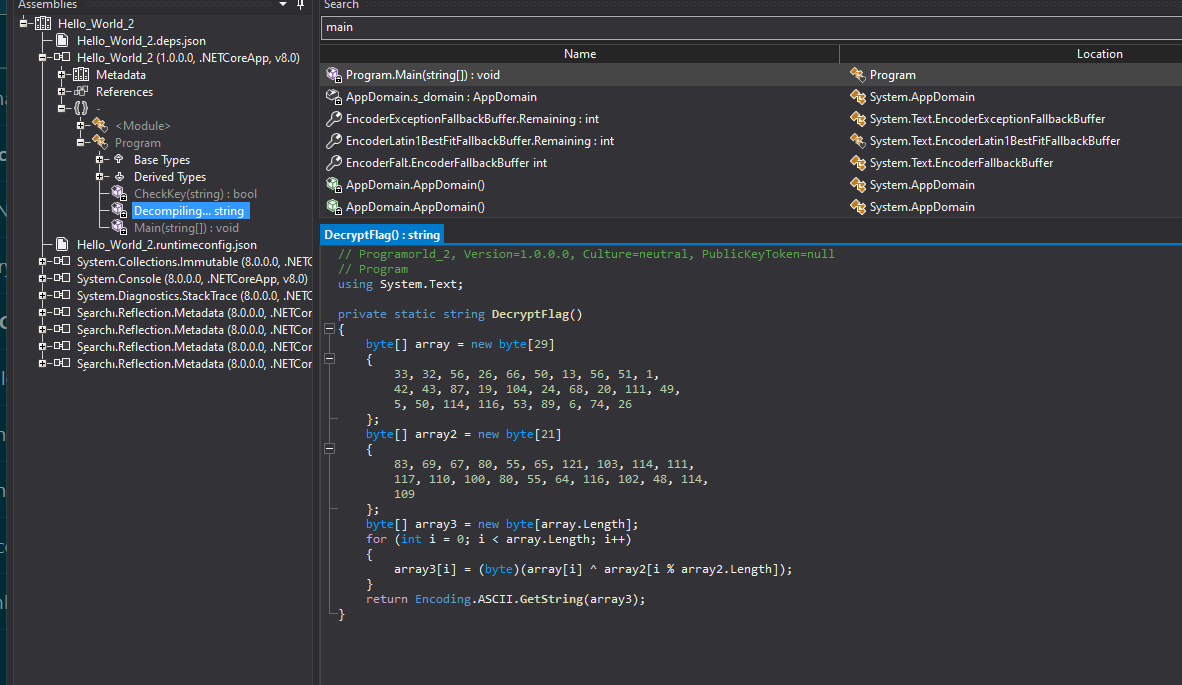 Assemblies
Hello_World_2
Hello_World_2.deps.json
Hello_World_2 (1.0.0.0, .NETCoreApp, v8.0)
Metadata
References
-
<Module>
Program
Base Types
Derived Types
CheckKey(string) : bool
Decompiling... string
Main(string[]) : void
Hello_World_2.runtimeconfig.json
System.Collections.Immutable (8.0.0.0, .NETC
System.Console (8.0.0.0, .NETCoreApp, v8.0)
System.Diagnostics.StackTrace (8.0.0.0, .NETC
Reflection.Metadata (8.0.0.0, .NETCor
Reflection.Metadata (8.0.0.0, .NETCor
Reflection.Metadata (8.0.0.0, .NETCor
Reflection.Metadata (8.0.0.0, .NETCor
Search
main
Name Location
Program.Main(string[]) : void Program
AppDomain.s_domain : AppDomain System.AppDomain
EncoderExceptionFallbackBuffer.Remaining : int System.Text.EncoderExceptionFallbackBuffer
EncoderLatin1BestFitFallbackBuffer.Remaining : int System.Text.EncoderLatin1BestFitFallbackBuffer
EncoderFalt.EncoderFallbackBuffer int System.Text.EncoderFallbackBuffer
AppDomain.AppDomain() System.AppDomain
AppDomain.AppDomain() System.AppDomain
DecryptFlag() : string
// Programorld_2, Version=1.0.0.0, Culture=neutral, PublicKeyToken=null
// Program
using System.Text;
private static string DecryptFlag()
{
byte[] array = new byte[29]
{
33, 32, 56, 26, 66, 50, 13, 56, 51, 1,
42, 43, 87, 19, 104, 24, 68, 20, 111, 49,
5, 50, 114, 116, 53, 89, 6, 74, 26
};
byte[] array2 = new byte[21]
{
83, 69, 67, 80, 55, 65, 121, 103, 114, 111,
117, 110, 100, 80, 55, 64, 116, 102, 48, 114,
109
};
byte[] array3 = new byte[array.Length];
for (int i = 0; i < array.Length; i++)
{
array3[i] = (byte)(array[i] ^ array2[i % array2.Length]);
}
return Encoding.ASCII.GetString(array3);
}